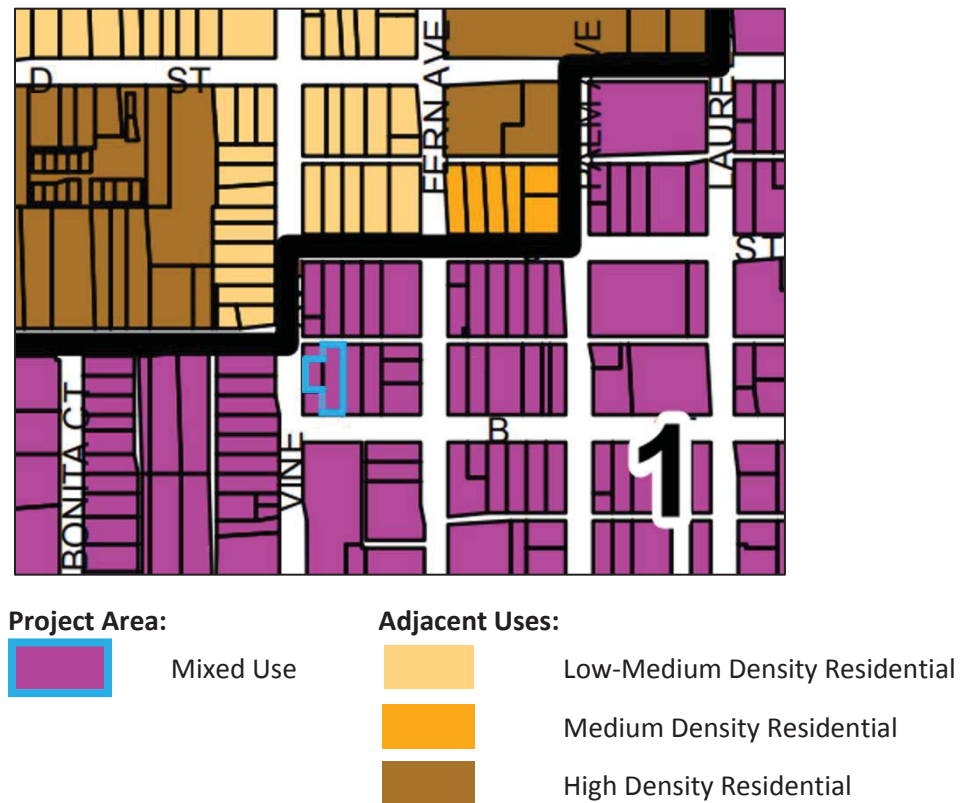 D ST
FERN AVE
PALM AVE
LAURE
ST
BONITA CT
VINE
B
1
Project Area:
Adjacent Uses:
Mixed Use
Low-Medium Density Residential
Medium Density Residential
High Density Residential